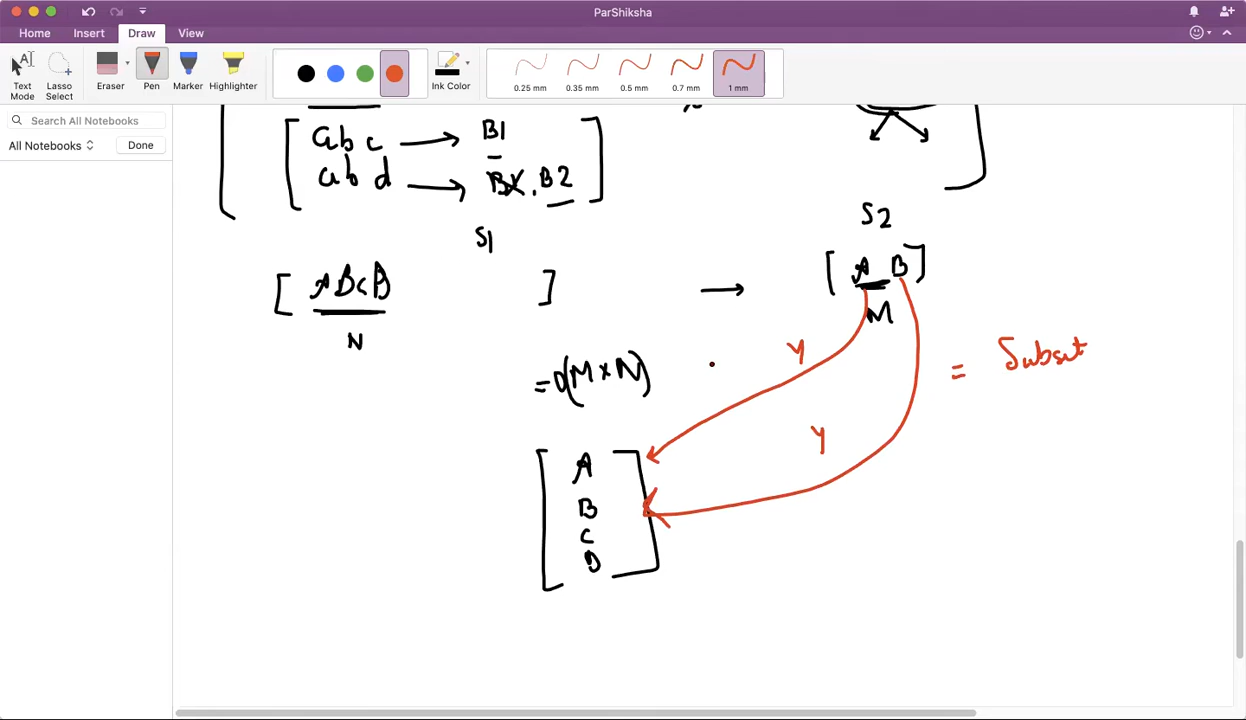 ParShiksha
Home Insert Draw View
Text Mode
Lasso Select
Eraser
Pen
Marker
Highlighter
Ink Color
0.25 mm 0.35 mm 0.5 mm 0.7 mm 1 mm
Search All Notebooks
All Notebooks Done
abc → B1
abd → BX, B2
S1 S2
[ ABCB ] → [ A B ]
N M
= O(M×N)
Y
= Subset
Y
A
B
C
D